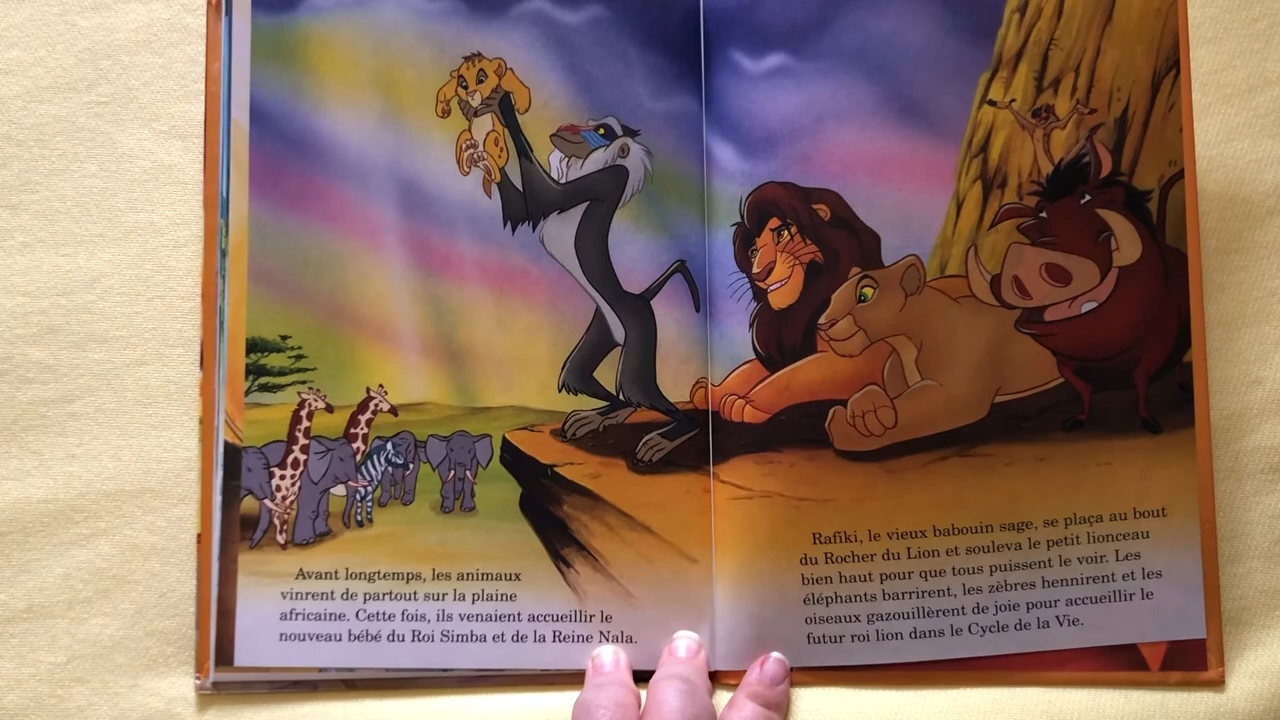 Avant longtemps, les animaux
vinrent de partout sur la plaine
africaine. Cette fois, ils venaient accueillir le
nouveau bébé du Roi Simba et de la Reine Nala.
Rafiki, le vieux babouin sage, se plaça au bout
du Rocher du Lion et souleva le petit lionceau
bien haut pour que tous puissent le voir. Les
éléphants barrirent, les zèbres hennirent et les
oiseaux gazouillèrent de joie pour accueillir le
futur roi lion dans le Cycle de la Vie.